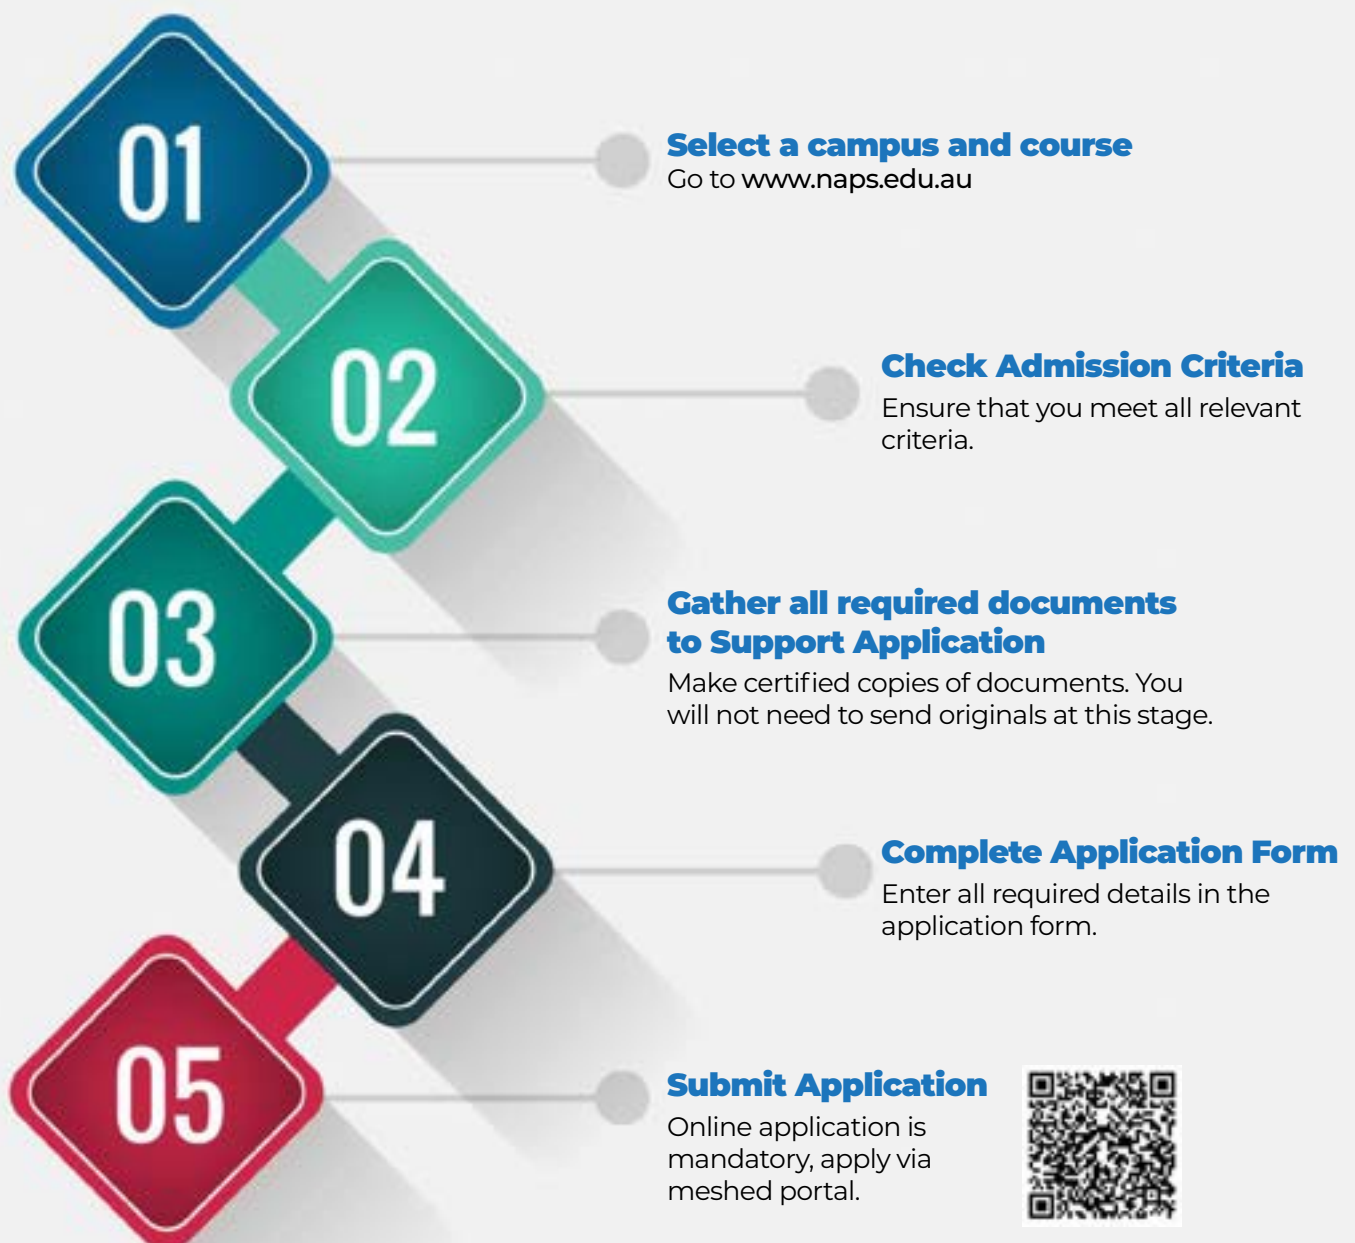 01
Select a campus and course
Go to www.naps.edu.au
02
Check Admission Criteria
Ensure that you meet all relevant
criteria.
03
Gather all required documents
to Support Application
Make certified copies of documents. You
will not need to send originals at this stage.
04
Complete Application Form
Enter all required details in the
application form.
05
Submit Application
Online application is
mandatory, apply via
meshed portal.